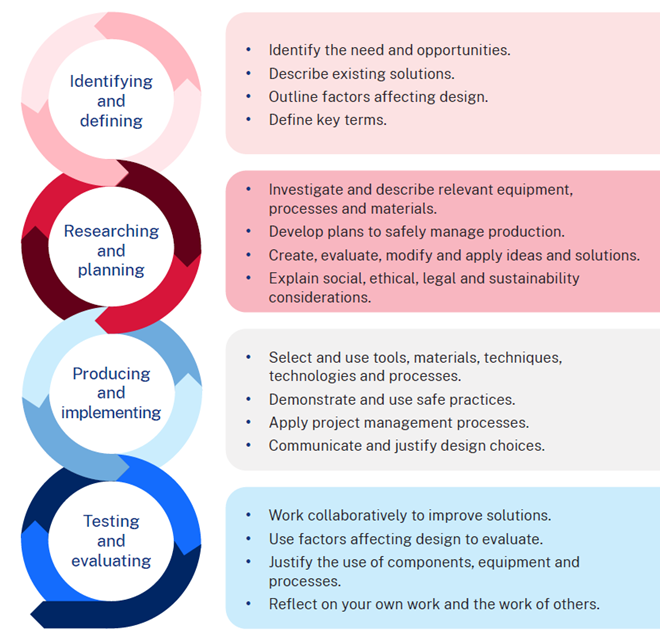 Identifying
and
defining
• Identify the need and opportunities.
• Describe existing solutions.
• Outline factors affecting design.
• Define key terms.
Researching
and
planning
• Investigate and describe relevant equipment,
processes and materials.
• Develop plans to safely manage production.
• Create, evaluate, modify and apply ideas and solutions.
• Explain social, ethical, legal and sustainability
considerations.
Producing
and
implementing
• Select and use tools, materials, techniques,
technologies and processes.
• Demonstrate and use safe practices.
• Apply project management processes.
• Communicate and justify design choices.
Testing
and
evaluating
• Work collaboratively to improve solutions.
• Use factors affecting design to evaluate.
• Justify the use of components, equipment and
processes.
• Reflect on your own work and the work of others.